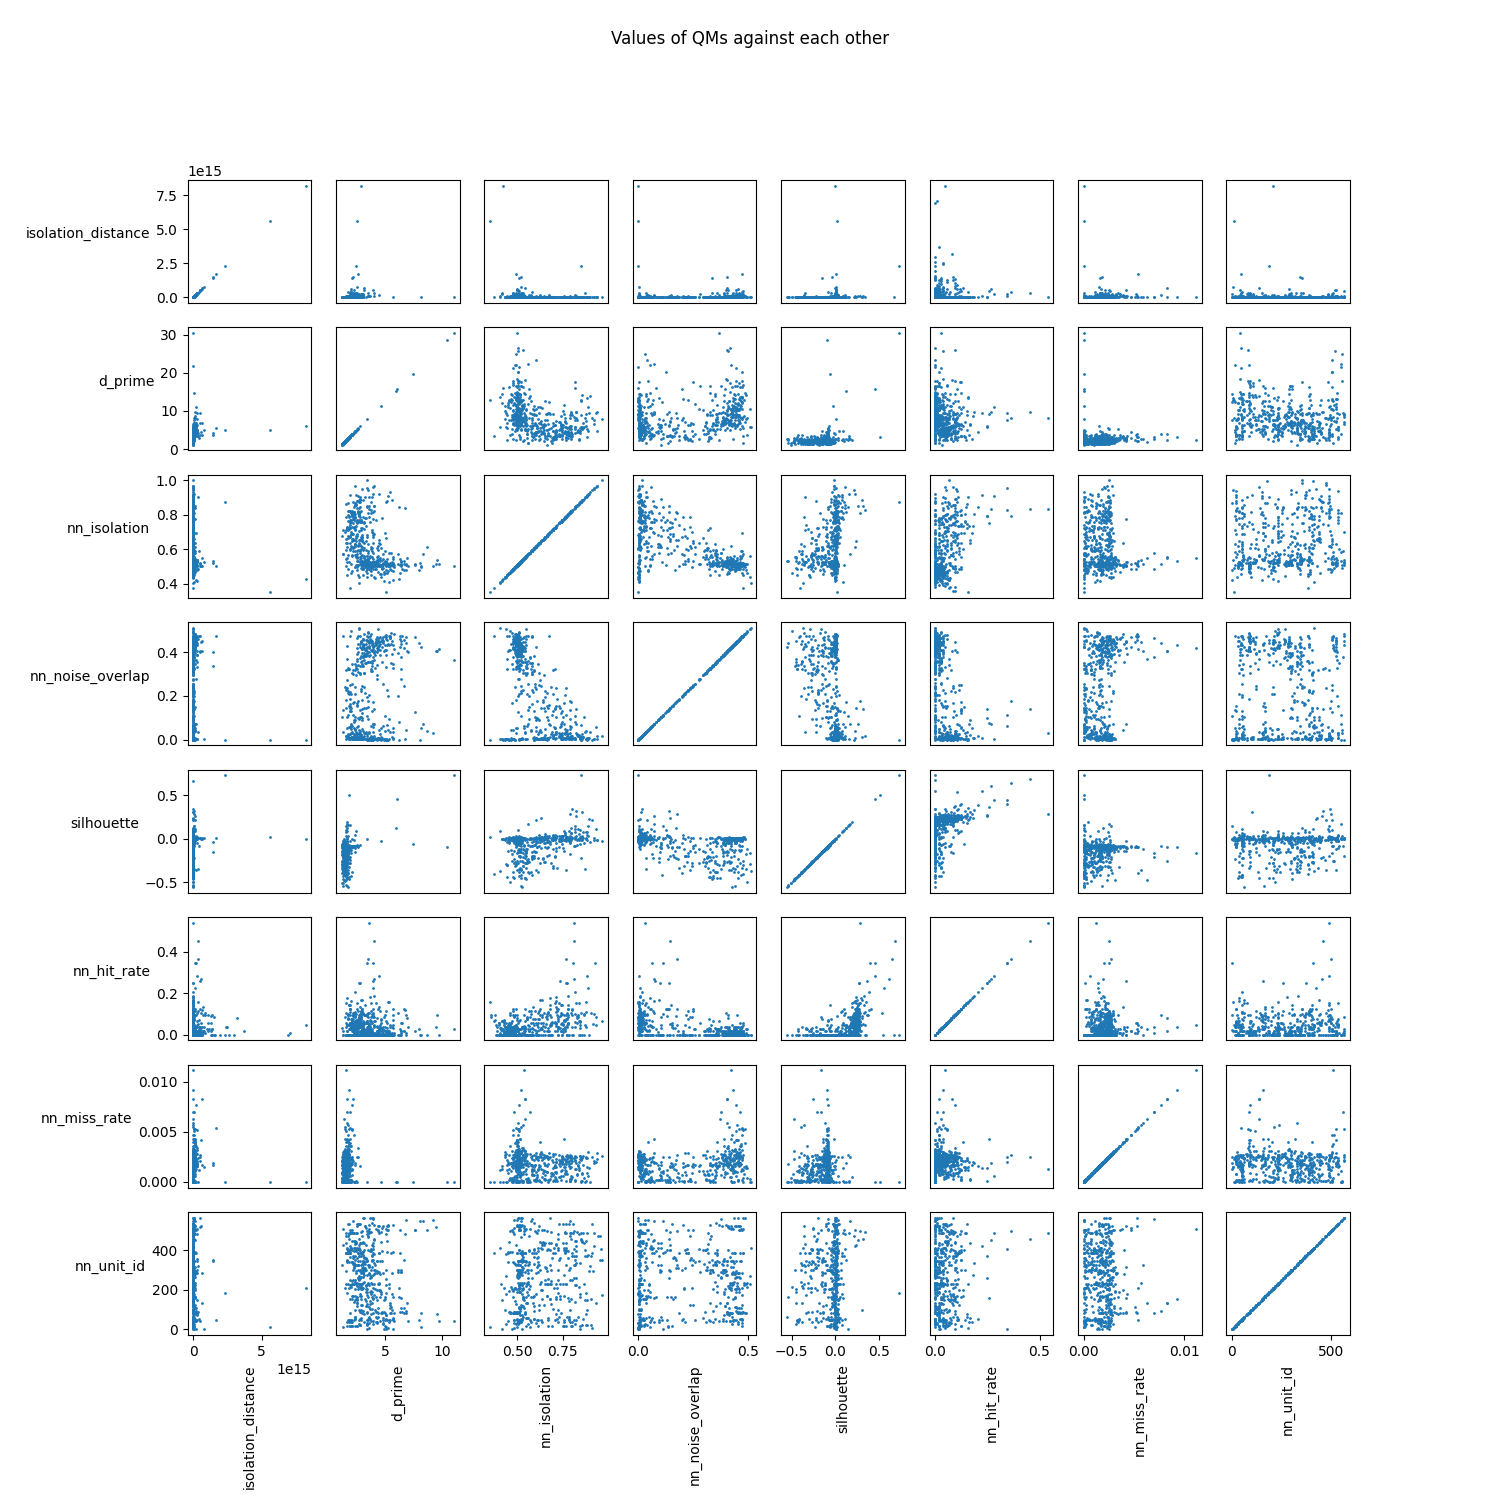 Values of QMs against each other
1e15
isolation_distance
7.5
5.0
2.5
0.0
d_prime
30
20
10
0
nn_isolation
1.0
0.8
0.6
0.4
nn_noise_overlap
0.4
0.2
0.0
silhouette
0.5
0.0
−0.5
nn_hit_rate
0.4
0.2
0.0
nn_miss_rate
0.010
0.005
0.000
nn_unit_id
400
200
0
0 5
1e15
5 10
0.50 0.75
0.0 0.5
−0.5 0.0 0.5
0.0 0.5
0.00 0.01
0 500
isolation_distance
d_prime
nn_isolation
nn_noise_overlap
silhouette
nn_hit_rate
nn_miss_rate
nn_unit_id